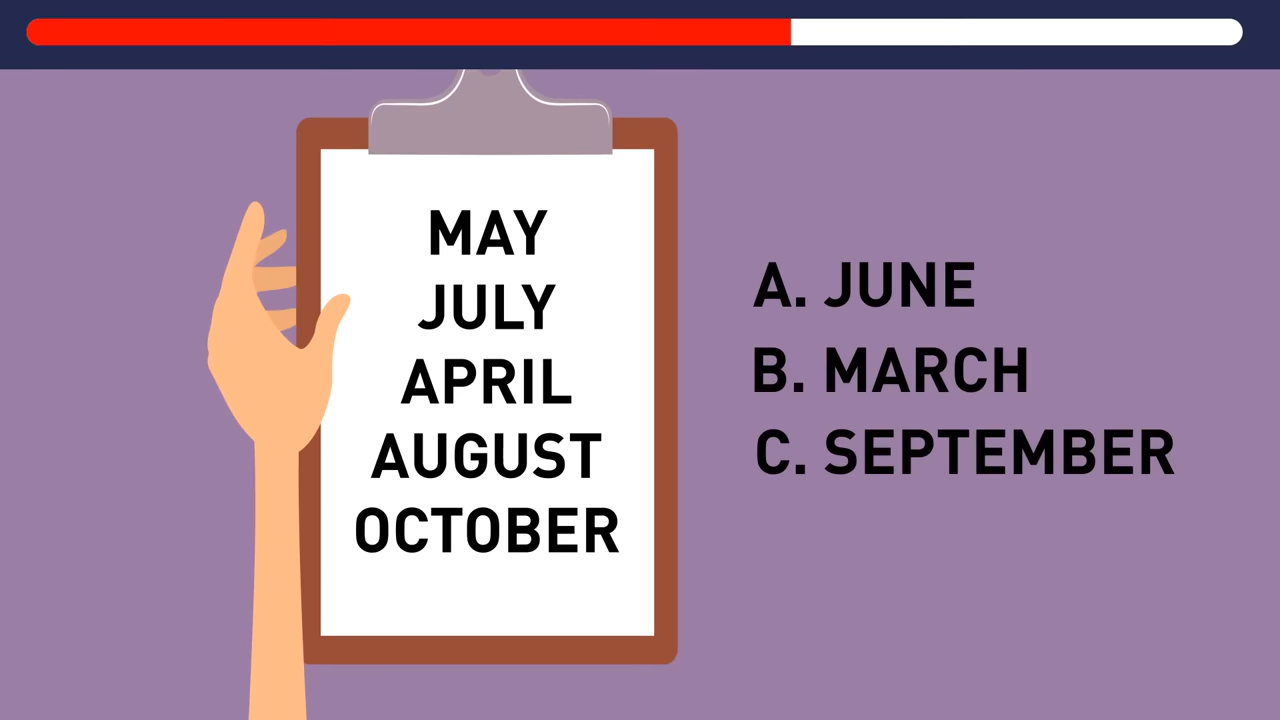 MAY
JULY
APRIL
AUGUST
OCTOBER
A. JUNE
B. MARCH
C. SEPTEMBER